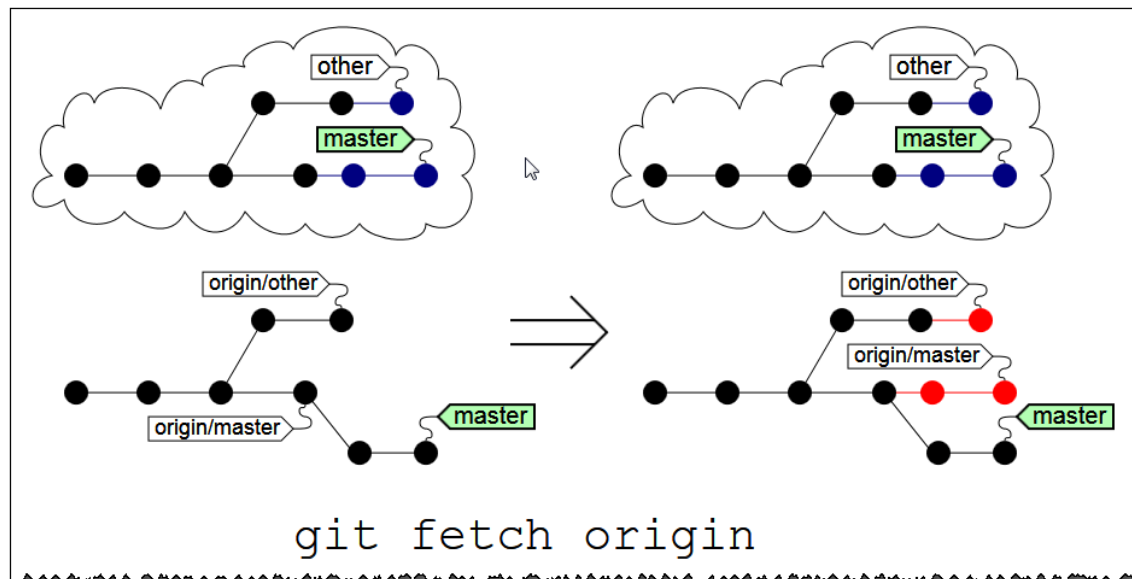 other
master
other
master
origin/other
origin/master
master
origin/other
origin/master
master
git fetch origin